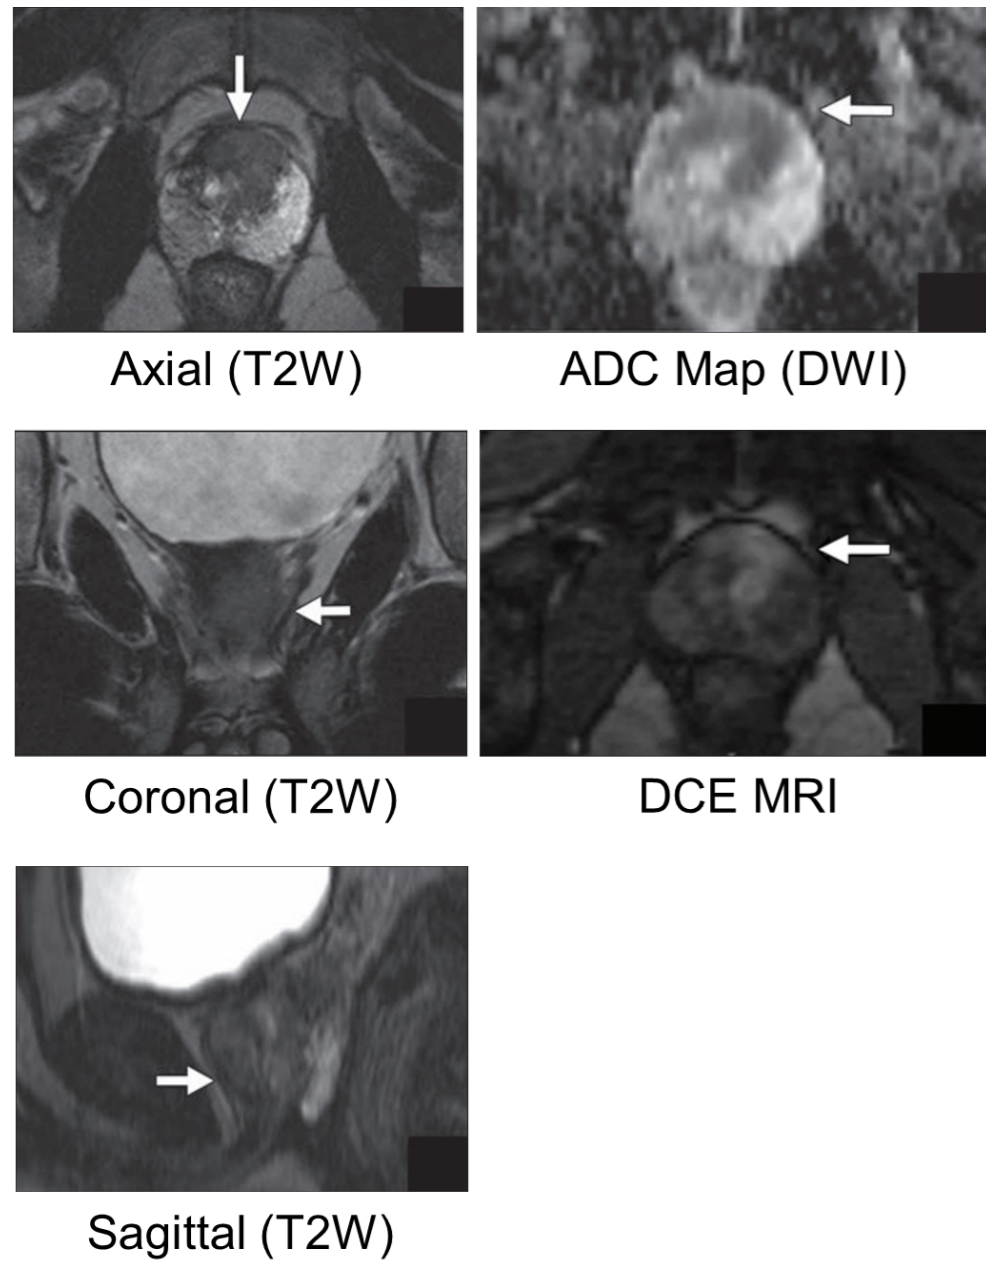 Axial (T2W)
ADC Map (DWI)
Coronal (T2W)
DCE MRI
Sagittal (T2W)